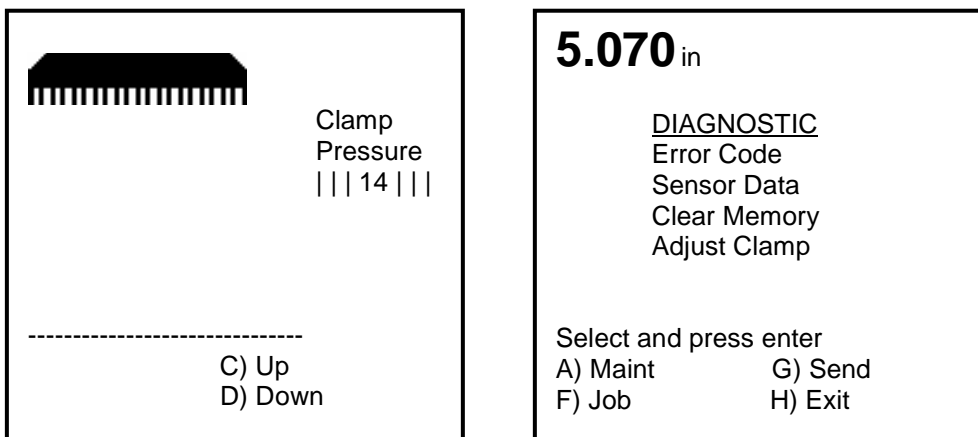 Clamp
Pressure
| | | 14 | | |
-------------------------------
C) Up
D) Down
5.070 in
DIAGNOSTIC
Error Code
Sensor Data
Clear Memory
Adjust Clamp
Select and press enter
A) Maint G) Send
F) Job H) Exit